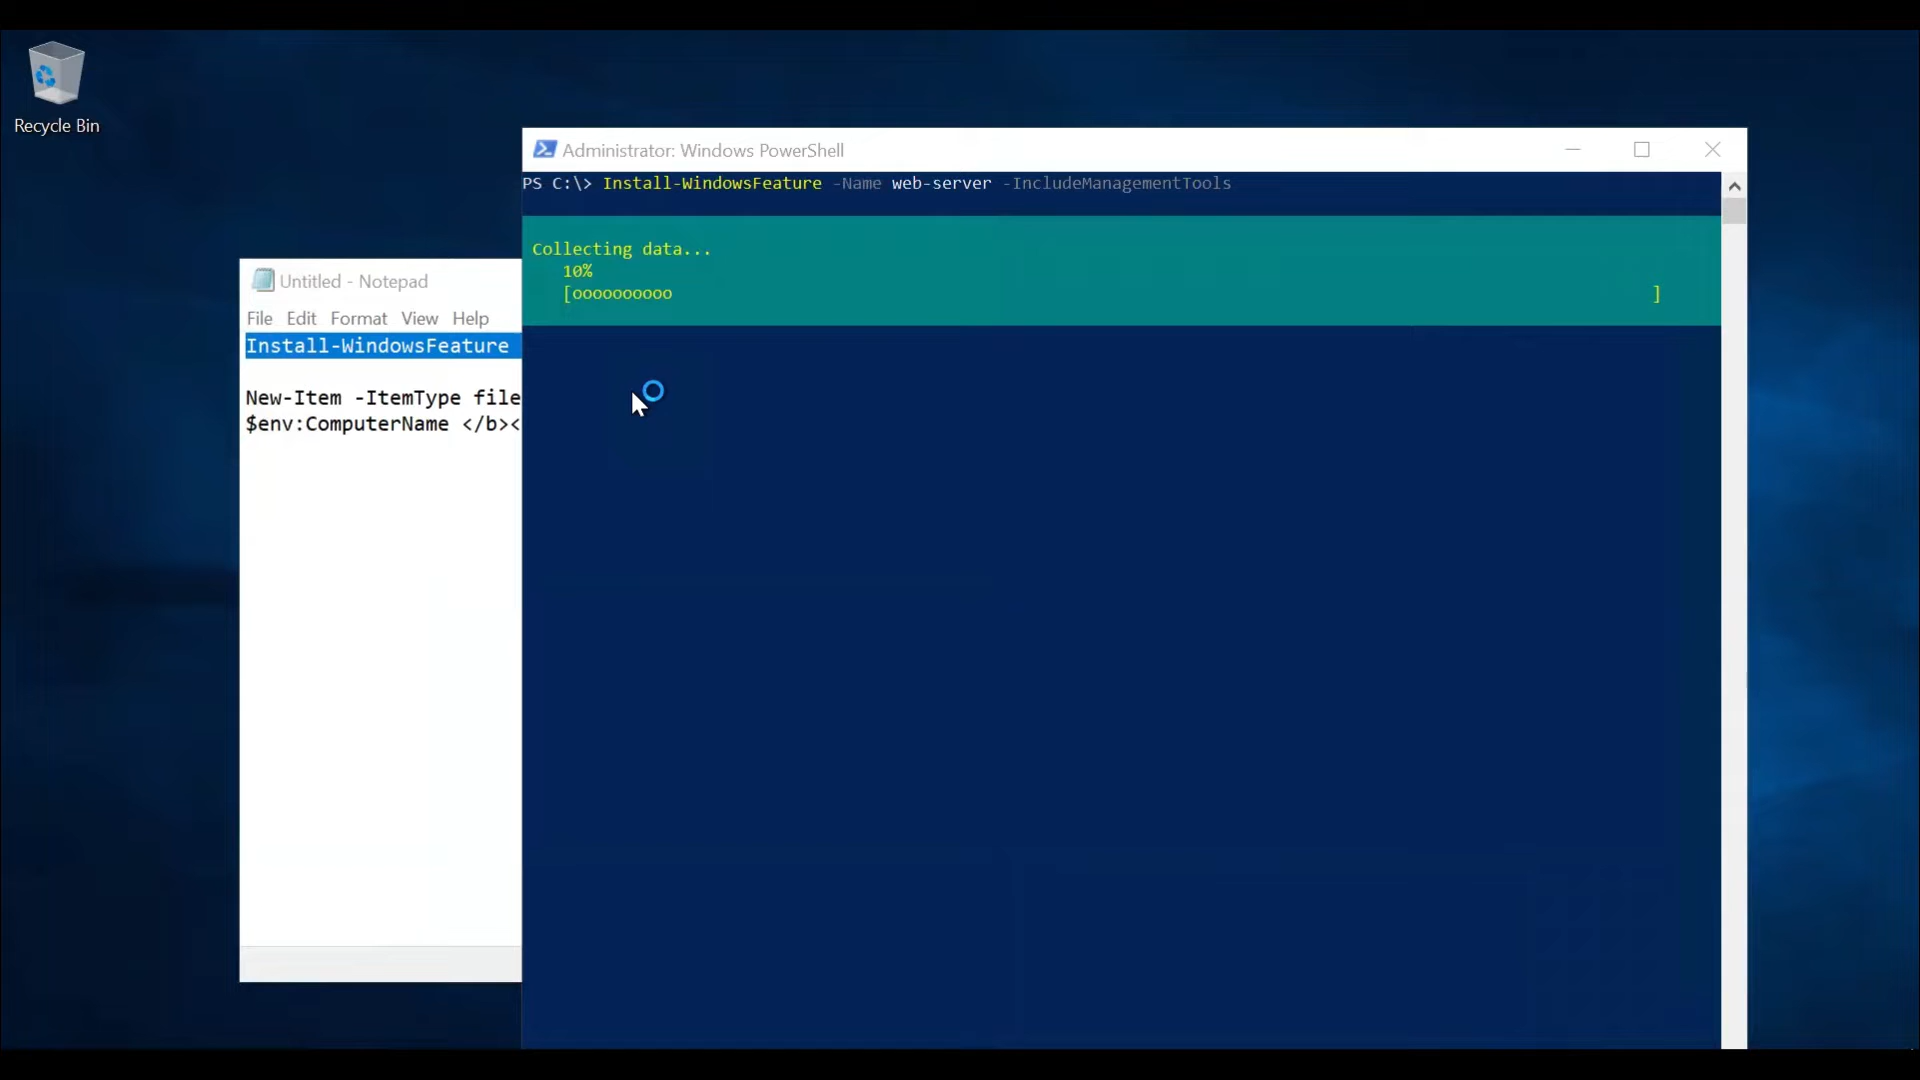 Recycle Bin
Administrator: Windows PowerShell
PS C:\> Install-WindowsFeature -Name web-server -IncludeManagementTools
Collecting data...
10%
[oooooooooo ]
Untitled - Notepad
File Edit Format View Help
Install-WindowsFeature
New-Item -ItemType file
$env:ComputerName </b><